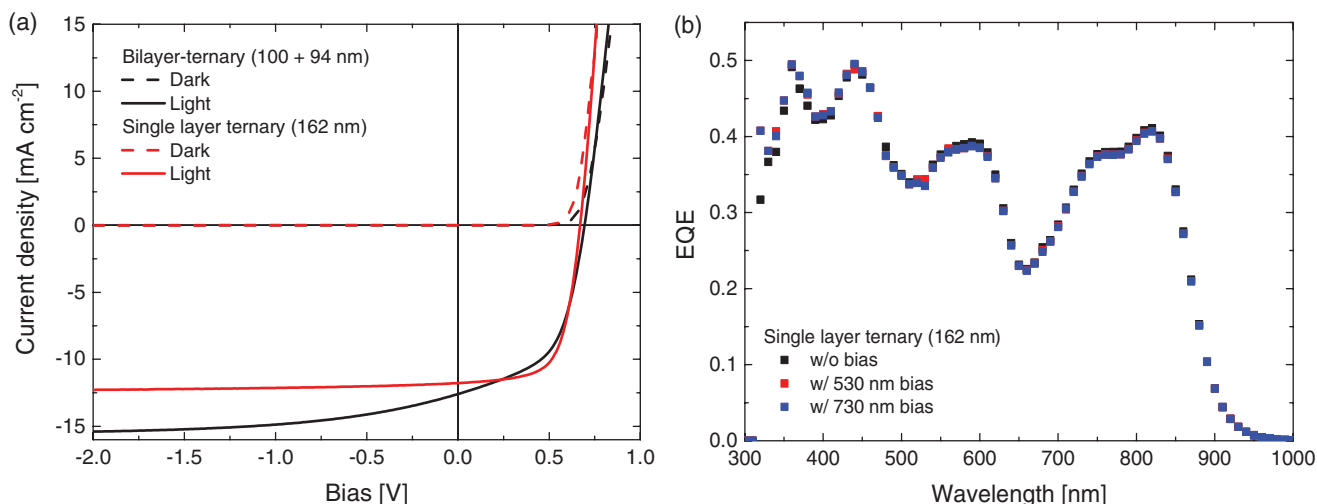 (a)
Bilayer-ternary (100 + 94 nm)
Dark
Light
Single layer ternary (162 nm)
Dark
Light
15
10
5
0
-5
-10
-15
Current density [mA cm-2]
-2.0 -1.5 -1.0 -0.5 0.0 0.5 1.0
Bias [V]
(b)
0.5
0.4
0.3
0.2
0.1
0.0
EQE
Single layer ternary (162 nm)
w/o bias
w/ 530 nm bias
w/ 730 nm bias
300 400 500 600 700 800 900 1000
Wavelength [nm]